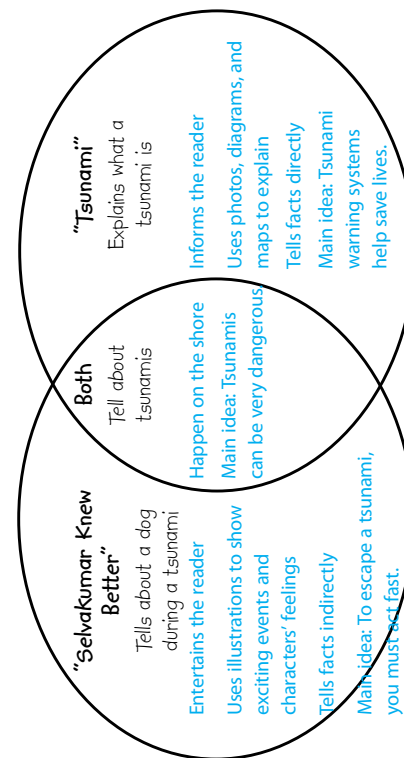 "Selvakumar Knew
Better"
Tells about a dog
during a tsunami
Entertains the reader
Uses illustrations to show
exciting events and
characters' feelings
Tells facts indirectly
Main idea: To escape a tsunami,
you must act fast.
Both
Tell about
tsunamis
Happen on the shore
Main idea: Tsunamis
can be very dangerous.
"Tsunami"
Explains what a
tsunami is
Informs the reader
Uses photos, diagrams, and
maps to explain
Tells facts directly
Main idea: Tsunami
warning systems
help save lives.